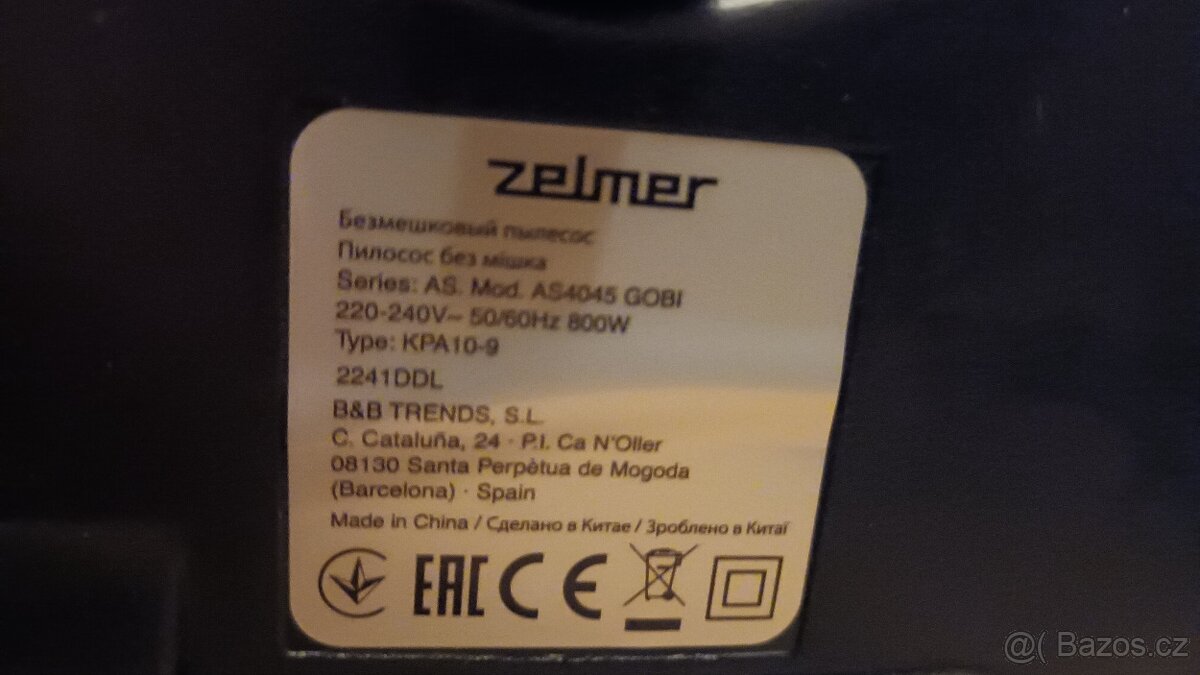 zelmer
Безмешковый пылесос
Пилосос без мішка
Series: AS. Mod. AS4045 GOBI
220-240V~ 50/60Hz 800W
Type: KPA10-9
2241DDL
B&B TRENDS, S.L.
C. Cataluña, 24 · P.I. Ca N'Oller
08130 Santa Perpètua de Mogoda
(Barcelona) · Spain
Made in China / Сделано в Китае / Зроблено в Китаї
EAC CE
@( Bazos.cz